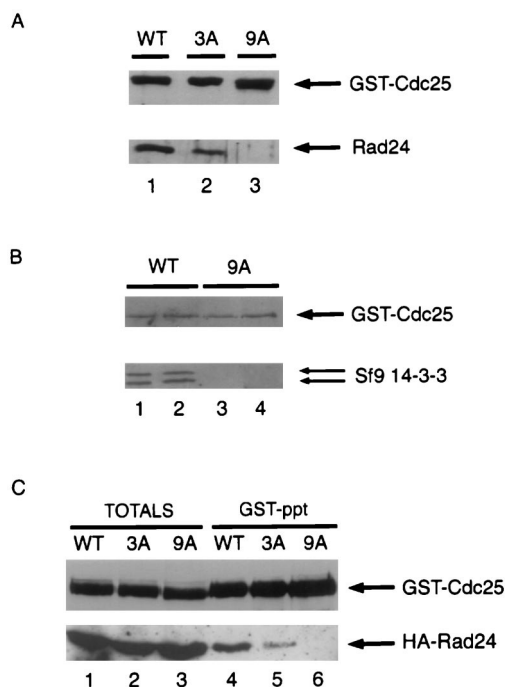 A
WT 3A 9A
GST-Cdc25
Rad24
1 2 3
B
WT 9A
GST-Cdc25
Sf9 14-3-3
1 2 3 4
C
TOTALS GST-ppt
WT 3A 9A WT 3A 9A
GST-Cdc25
HA-Rad24
1 2 3 4 5 6